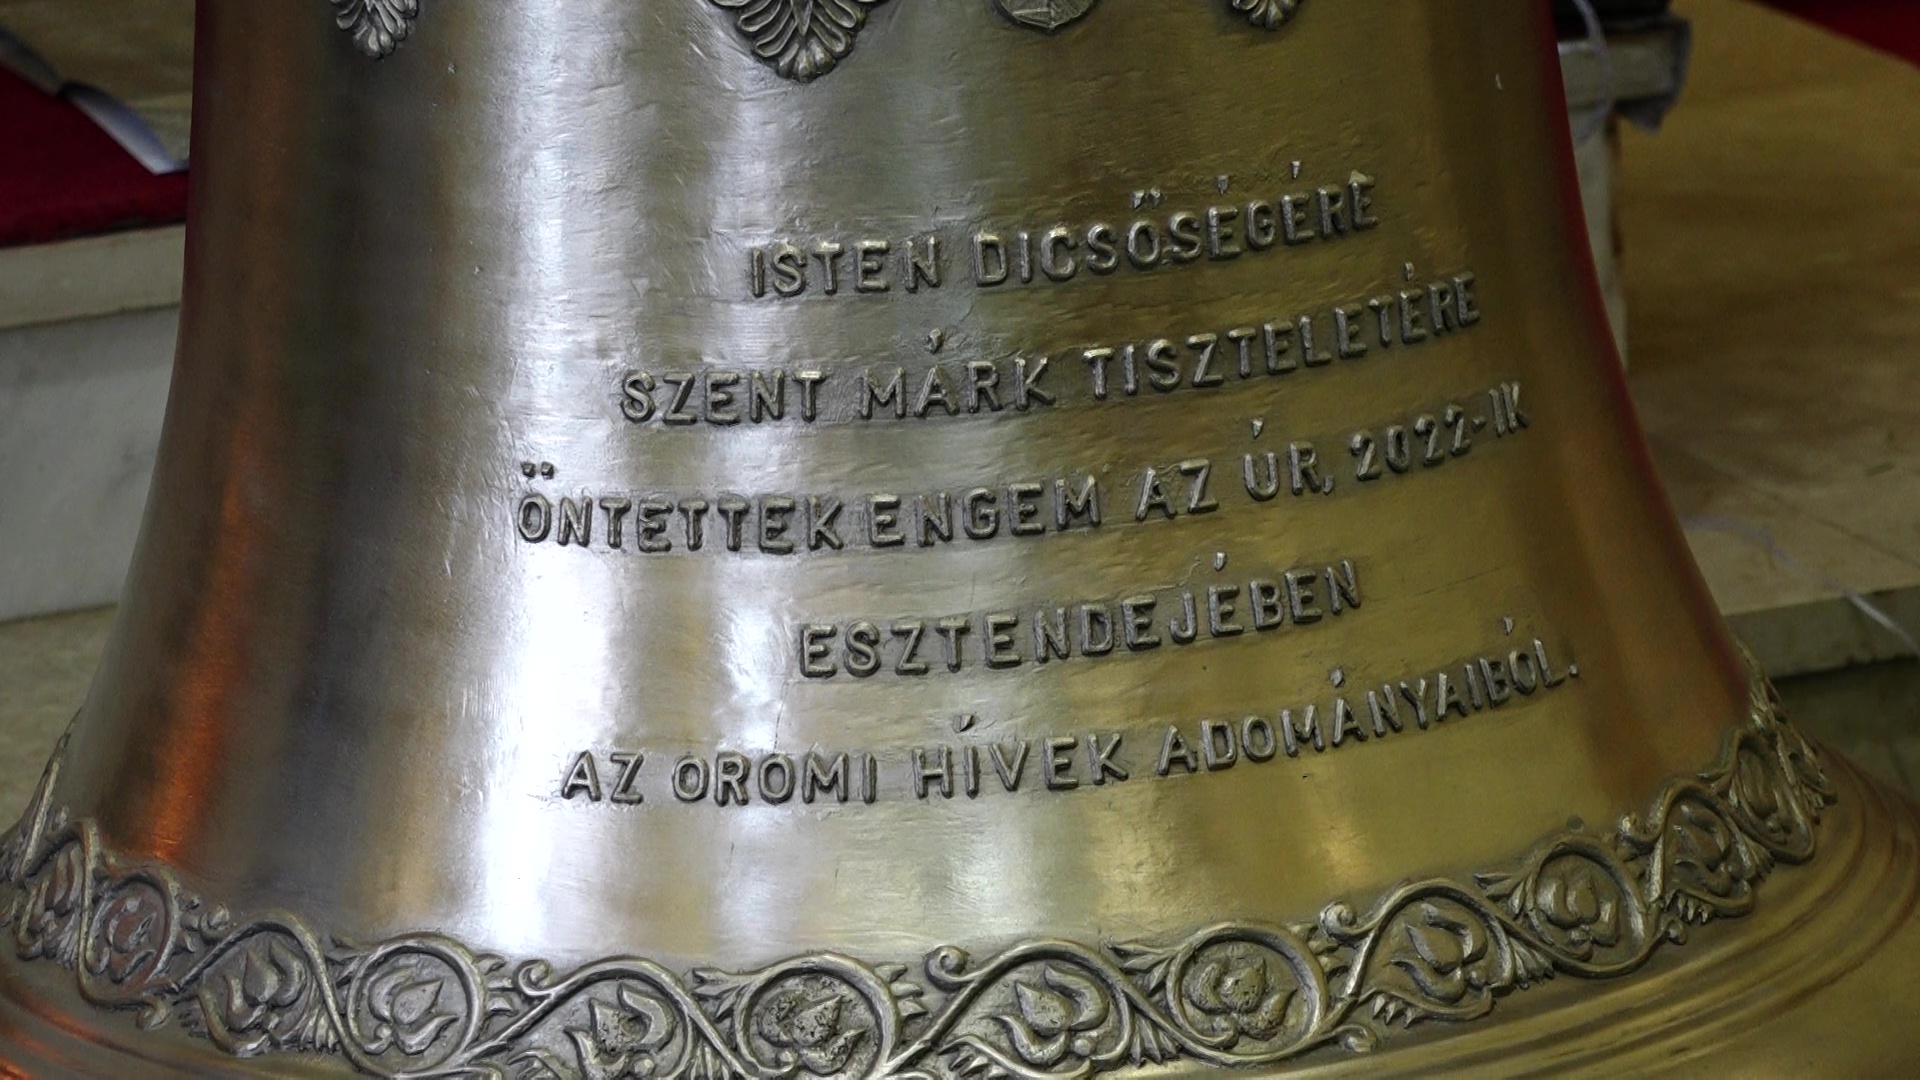 ISTEN DICSŐSÉGÉRE
SZENT MÁRK TISZTELETÉRE
ÖNTETTEK ENGEM AZ ÚR, 2022-IK
ESZTENDEJÉBEN
AZ OROMI HÍVEK ADOMÁNYAIBÓL.